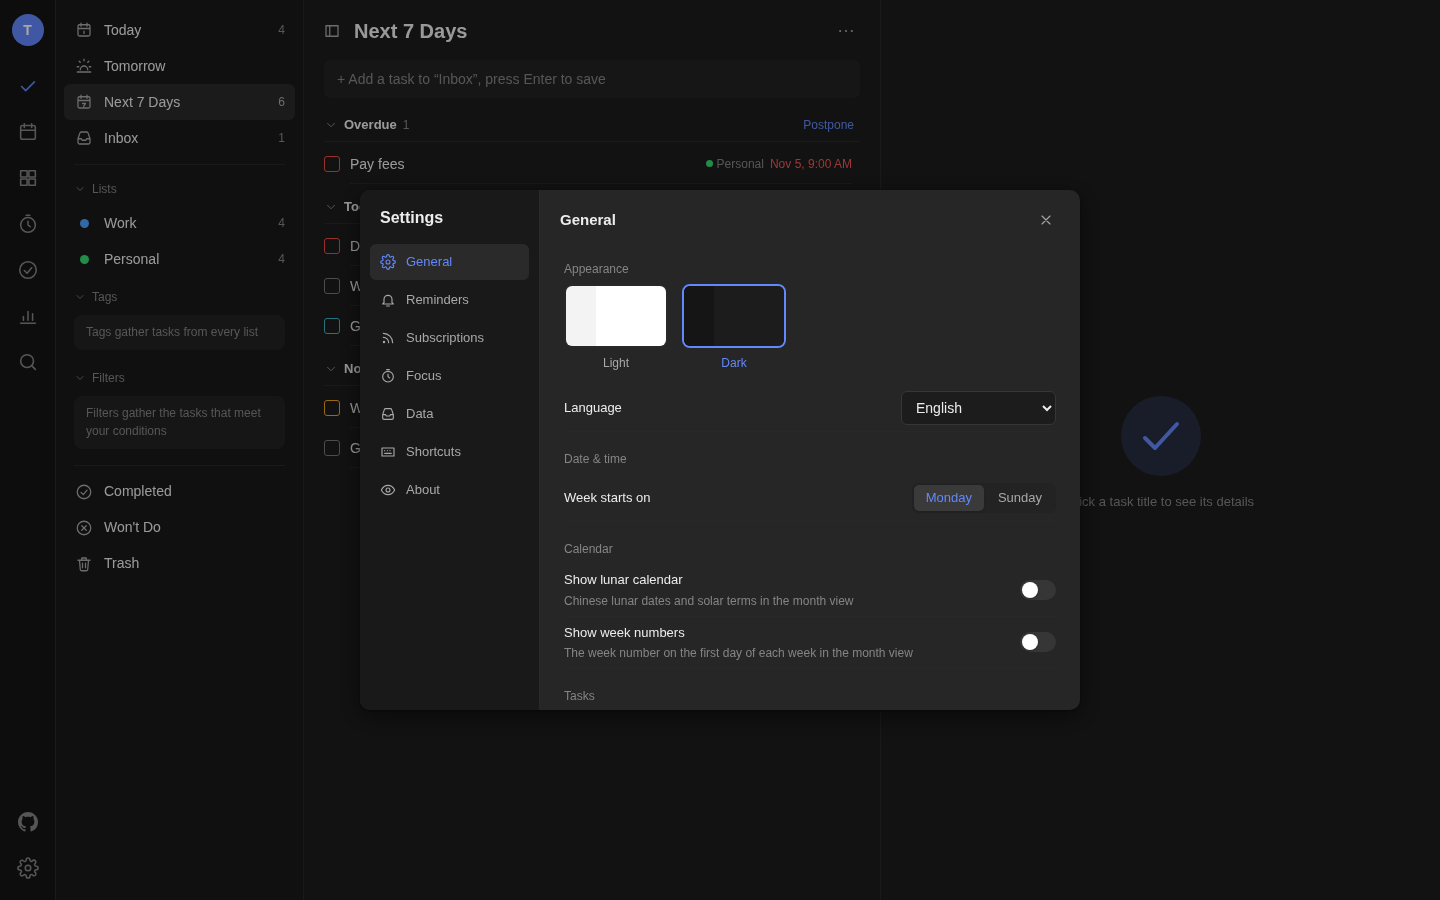 T
Today 4
Tomorrow
Next 7 Days 6
Inbox 1
Lists
Work 4
Personal 4
Tags
Tags gather tasks from every list
Filters
Filters gather the tasks that meet
your conditions
Completed
Won't Do
Trash
Next 7 Days
+ Add a task to “Inbox”, press Enter to save
Overdue 1 Postpone
Pay fees Personal Nov 5, 9:00 AM
Settings
General
Reminders
Subscriptions
Focus
Data
Shortcuts
About
General
Appearance
Light Dark
Language English
Date & time
Week starts on Monday Sunday
Calendar
Show lunar calendar
Chinese lunar dates and solar terms in the month view
Show week numbers
The week number on the first day of each week in the month view
Tasks
a task title to see its details